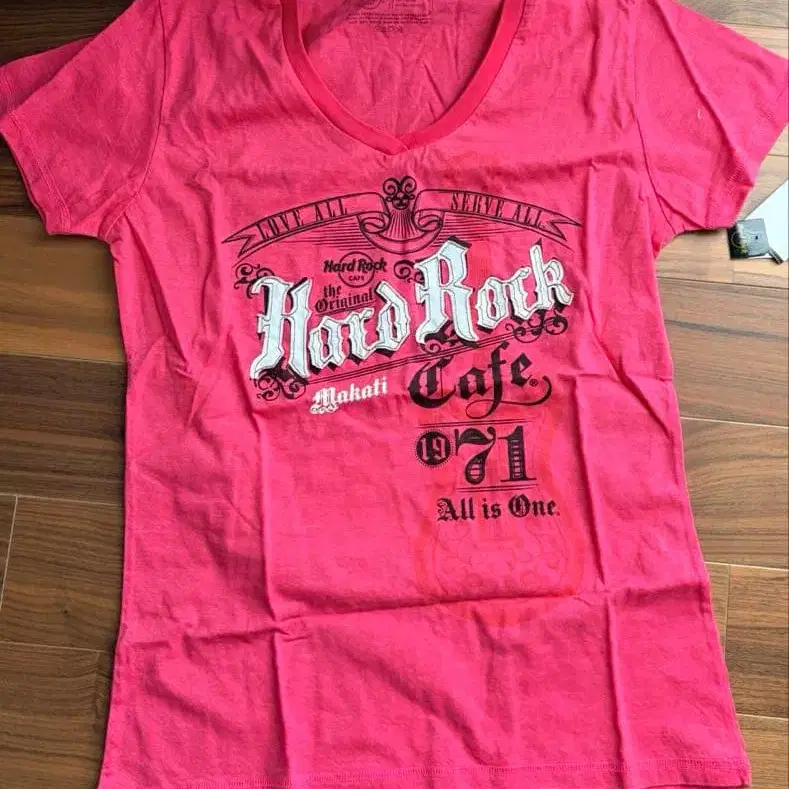 LOVE ALL SERVE ALL
Hard Rock
CAFE
the
Original
Hard Rock
Cafe®
Makati
1971
All is One.